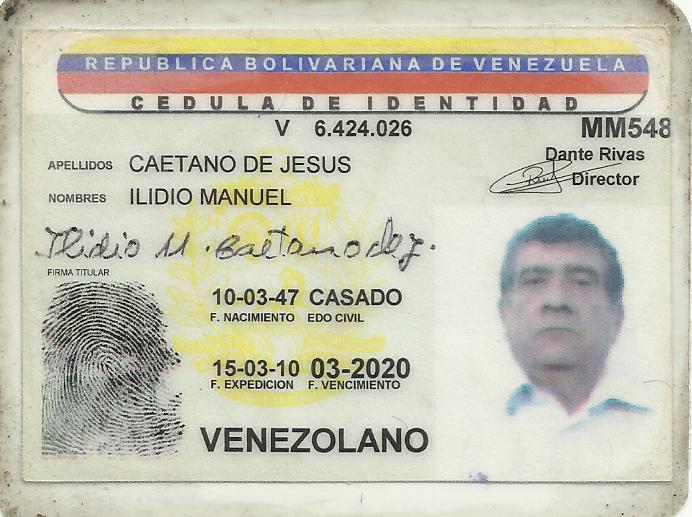 REPUBLICA BOLIVARIANA DE VENEZUELA
CEDULA DE IDENTIDAD
V 6.424.026 MM548
Dante Rivas
Director
APELLIDOS CAETANO DE JESUS
NOMBRES ILIDIO MANUEL
Ilidio M. Caetano de J.
FIRMA TITULAR
10-03-47 CASADO
F. NACIMIENTO EDO CIVIL
15-03-10 03-2020
F. EXPEDICION F. VENCIMIENTO
VENEZOLANO